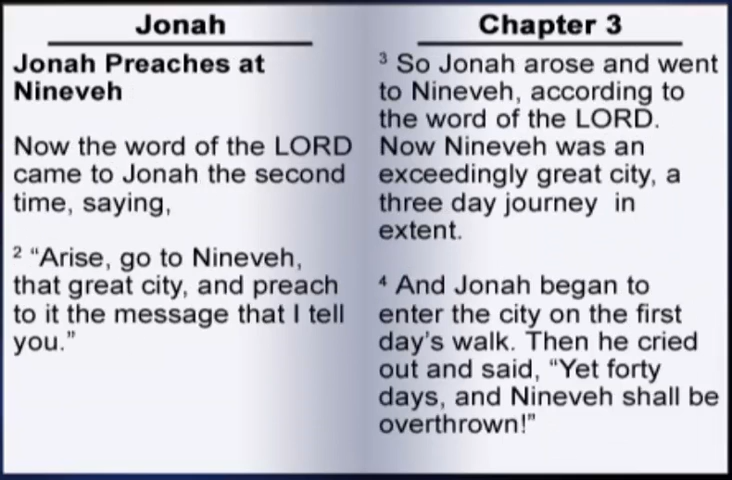 Jonah
Jonah Preaches at
Nineveh
Now the word of the LORD
came to Jonah the second
time, saying,
2 “Arise, go to Nineveh,
that great city, and preach
to it the message that I tell
you.”
Chapter 3
3 So Jonah arose and went
to Nineveh, according to
the word of the LORD.
Now Nineveh was an
exceedingly great city, a
three day journey in
extent.
4 And Jonah began to
enter the city on the first
day’s walk. Then he cried
out and said, “Yet forty
days, and Nineveh shall be
overthrown!”